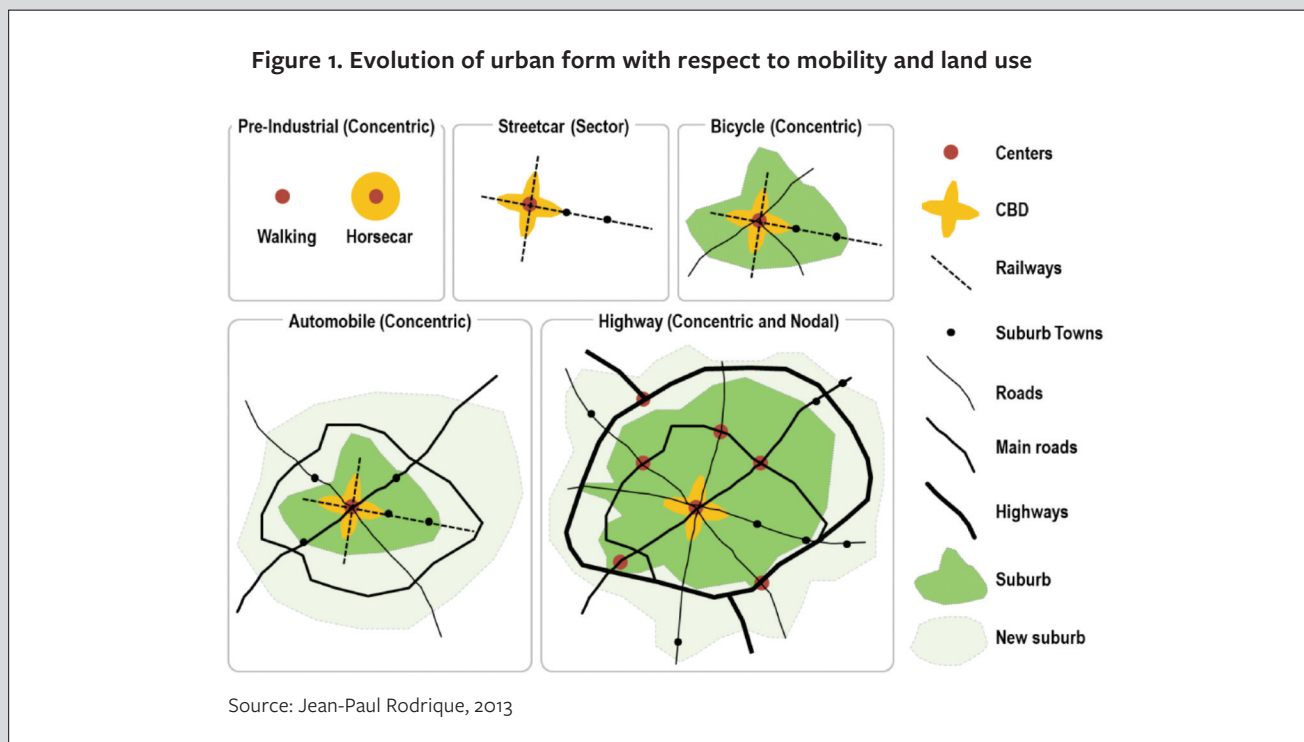 Figure 1. Evolution of urban form with respect to mobility and land use
Pre-Industrial (Concentric)
Walking
Horsecar
Streetcar (Sector)
Bicycle (Concentric)
Automobile (Concentric)
Highway (Concentric and Nodal)
Centers
CBD
Railways
Suburb Towns
Roads
Main roads
Highways
Suburb
New suburb
Source: Jean-Paul Rodrique, 2013